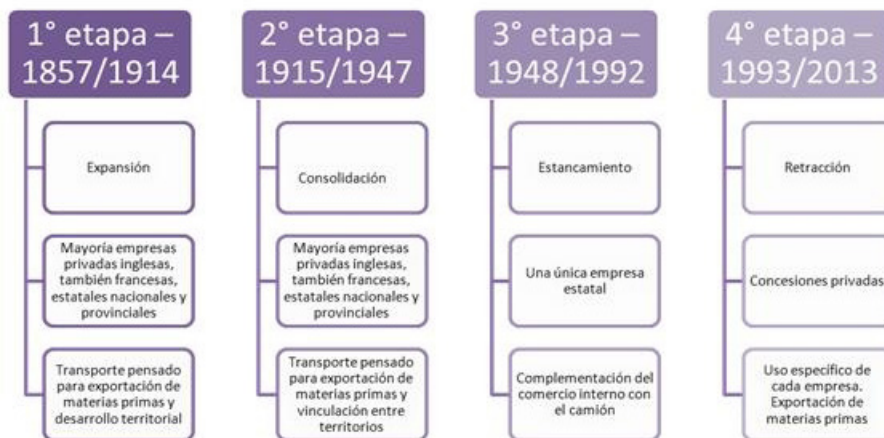 1° etapa –
1857/1914
Expansión
Mayoría empresas
privadas inglesas,
también francesas,
estatales nacionales y
provinciales
Transporte pensado
para exportación de
materias primas y
desarrollo territorial
2° etapa –
1915/1947
Consolidación
Mayoría empresas
privadas inglesas,
también francesas,
estatales nacionales y
provinciales
Transporte pensado
para exportación de
materias primas y
vinculación entre
territorios
3° etapa –
1948/1992
Estancamiento
Una única empresa
estatal
Complementación del
comercio interno con
el camión
4° etapa –
1993/2013
Retracción
Concesiones privadas
Uso específico de
cada empresa.
Exportación de
materias primas